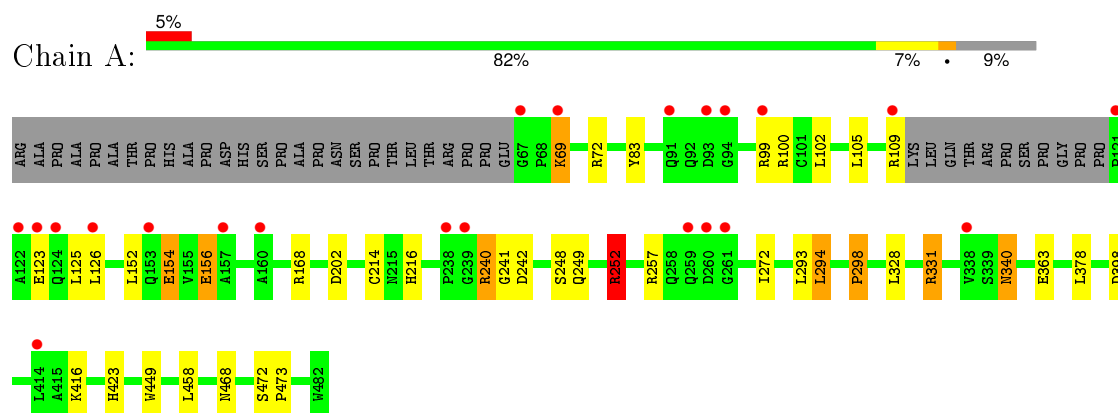 5%
Chain A:
82% 7% • 9%
ARG ALA PRO ALA PRO ALA ALA THR PRO HIS ALA PRO ASP HIS SER PRO ALA PRO ASN SER PRO THR LEU THR ARG PRO PRO GLU G67 P68 K69 R72 Y83 Q91 Q92 D93 G94 R99 R100 C101 L102 L105 R109 LYS LEU GLN THR ARG PRO SER PRO GLY PRO PRO
A122 E123 Q124 L125 L126 L152 Q153 E154 V155 E156 A157 A160 R168 D202 C214 N215 H216 P238 G239 R240 G241 D242 S248 Q249 R252 R257 Q258 Q259 D260 G261 I272 L293 L294 P298 L328 R331 V338 S339 N340 E363 L378
L414 A415 K416 H423 W449 L458 N468 S472 P473 W482